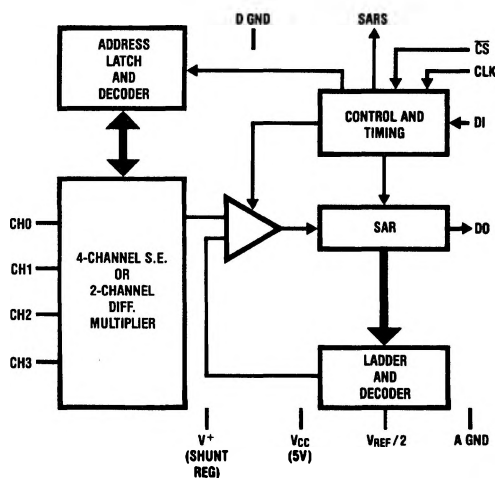 D GND
SARS
ADDRESS
LATCH
AND
DECODER
CS
CLK
CONTROL AND
TIMING
DI
CH0
CH1
CH2
CH3
4-CHANNEL S.E.
OR
2-CHANNEL
DIFF.
MULTIPLIER
SAR
DO
LADDER
AND
DECODER
V+
(SHUNT
REG)
VCC
(5V)
VREF/2
A GND